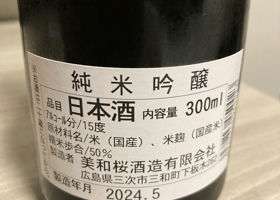 純米吟醸
品目 日本酒 内容量 300ml
アルコール分/15度
原材料名/米（国産）、米麹（国産米）
精米歩合/50%
製造者 美和桜酒造有限会社
広島県三次市三和町下板木262
製造年月 2024.5